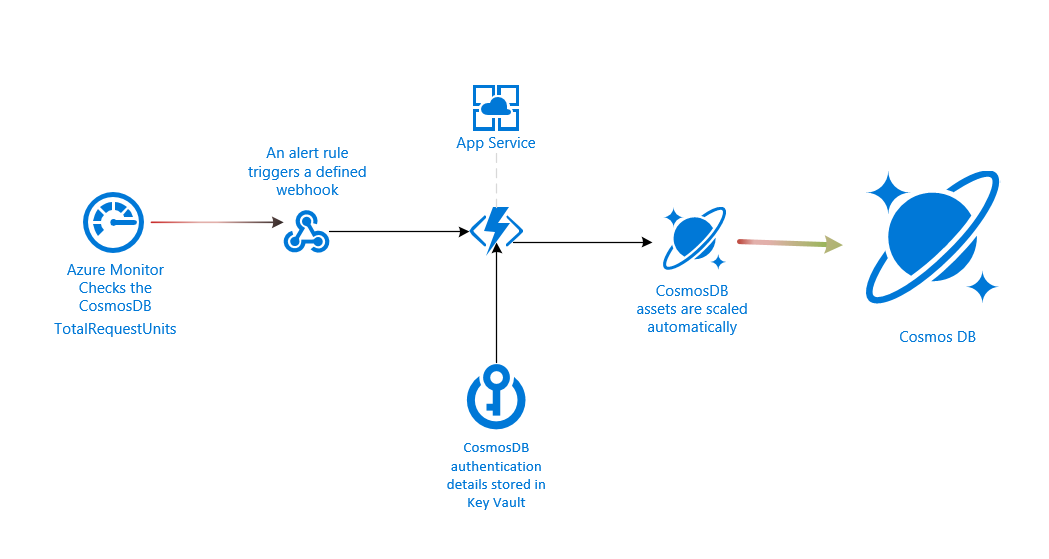 App Service
An alert rule
triggers a defined
webhook
Azure Monitor
Checks the
CosmosDB
TotalRequestUnits
CosmosDB
assets are scaled
automatically
Cosmos DB
CosmosDB
authentication
details stored in
Key Vault